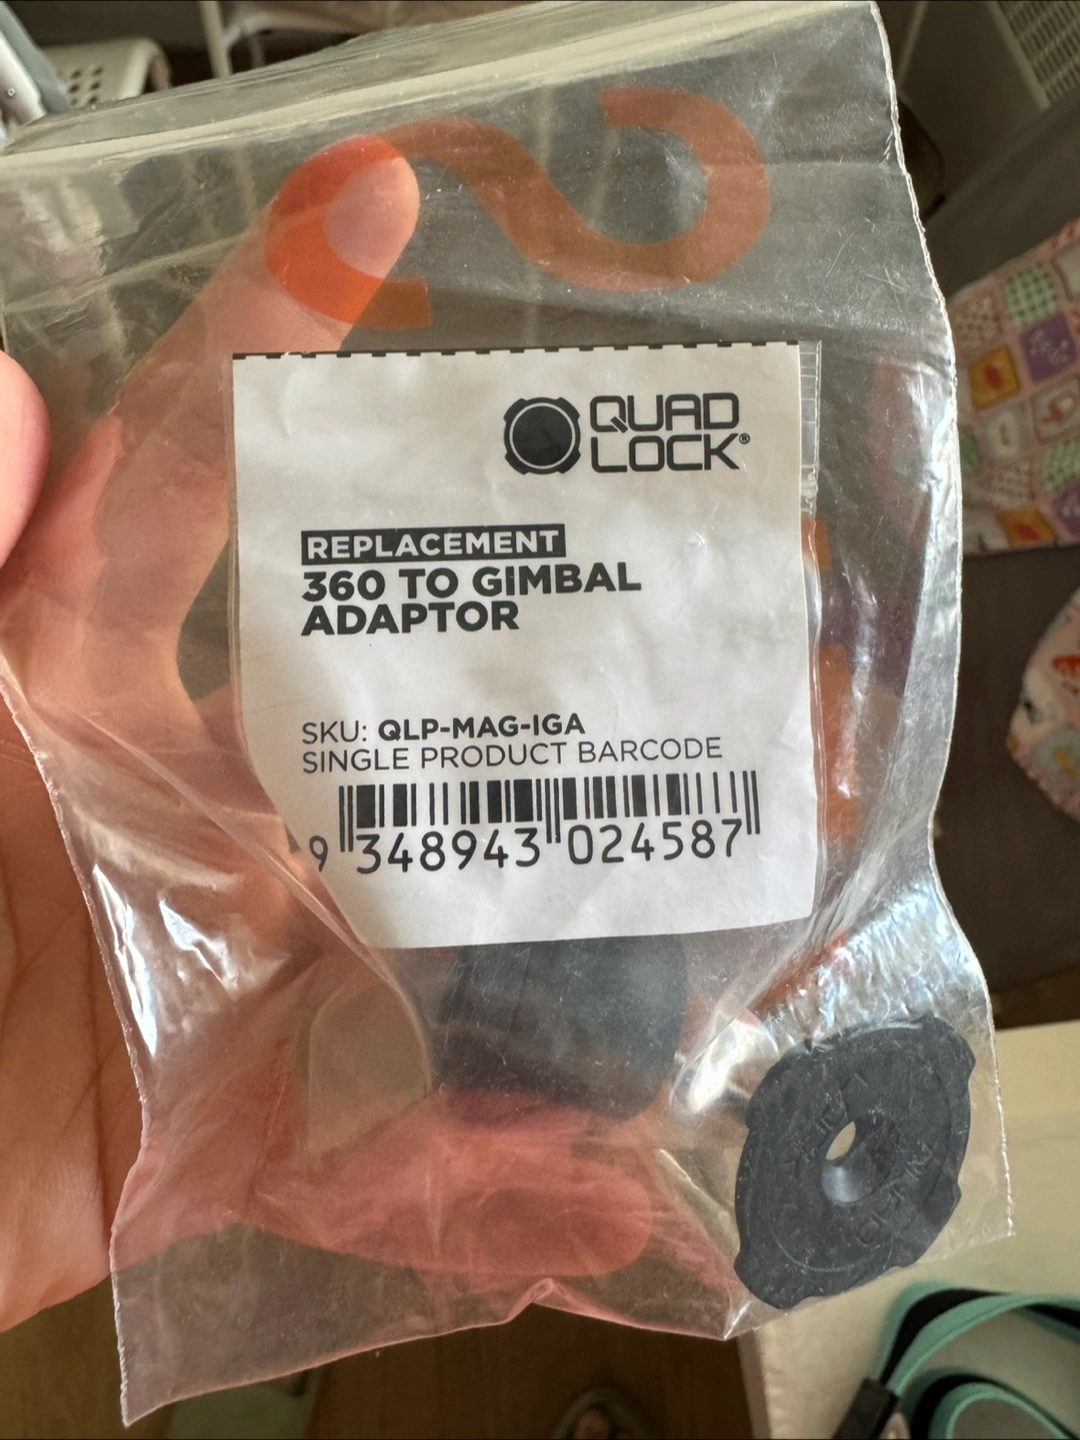 QUAD
LOCK®
REPLACEMENT
360 TO GIMBAL
ADAPTOR
SKU: QLP-MAG-IGA
SINGLE PRODUCT BARCODE
9 348943 024587